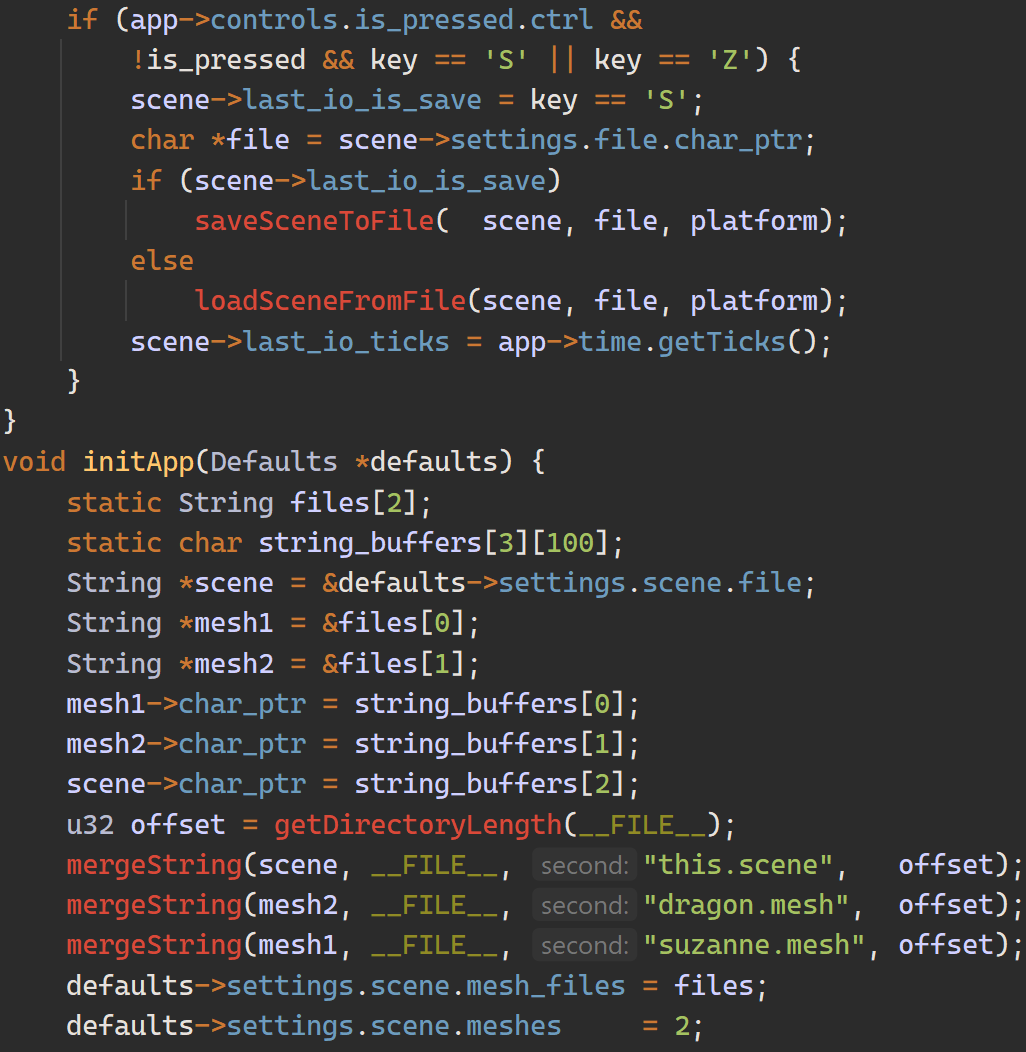 if (app->controls.is_pressed.ctrl &&
        !is_pressed && key == 'S' || key == 'Z') {
        scene->last_io_is_save = key == 'S';
        char *file = scene->settings.file.char_ptr;
        if (scene->last_io_is_save)
            saveSceneToFile(  scene, file, platform);
        else
            loadSceneFromFile(scene, file, platform);
        scene->last_io_ticks = app->time.getTicks();
    }
}
void initApp(Defaults *defaults) {
    static String files[2];
    static char string_buffers[3][100];
    String *scene = &defaults->settings.scene.file;
    String *mesh1 = &files[0];
    String *mesh2 = &files[1];
    mesh1->char_ptr = string_buffers[0];
    mesh2->char_ptr = string_buffers[1];
    scene->char_ptr = string_buffers[2];
    u32 offset = getDirectoryLength(__FILE__);
    mergeString(scene, __FILE__, second: "this.scene",   offset);
    mergeString(mesh2, __FILE__, second: "dragon.mesh",  offset);
    mergeString(mesh1, __FILE__, second: "suzanne.mesh", offset);
    defaults->settings.scene.mesh_files = files;
    defaults->settings.scene.meshes     = 2;